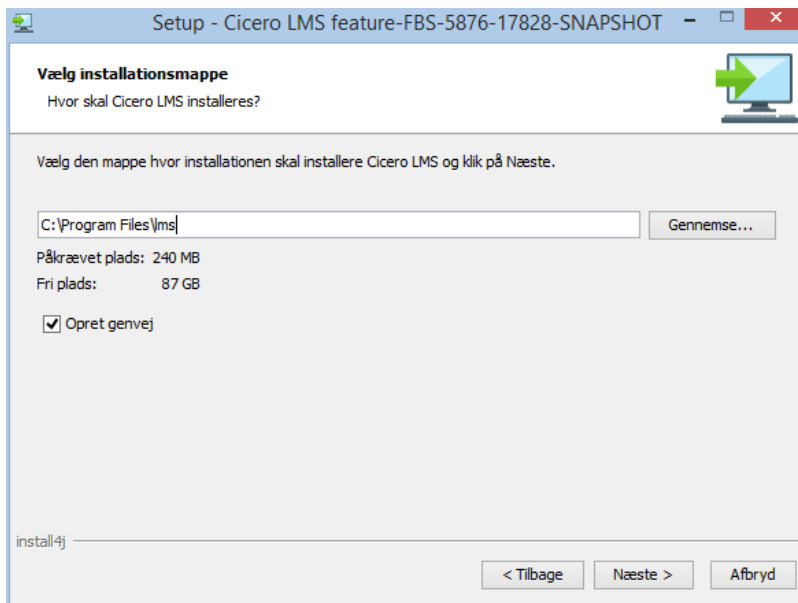 Setup - Cicero LMS feature-FBS-5876-17828-SNAPSHOT
Vælg installationsmappe
Hvor skal Cicero LMS installeres?
Vælg den mappe hvor installationen skal installere Cicero LMS og klik på Næste.
C:\Program Files\lms
Gennemse...
Påkrævet plads: 240 MB
Fri plads: 87 GB
Opret genvej
install4j
< Tilbage
Næste >
Afbryd